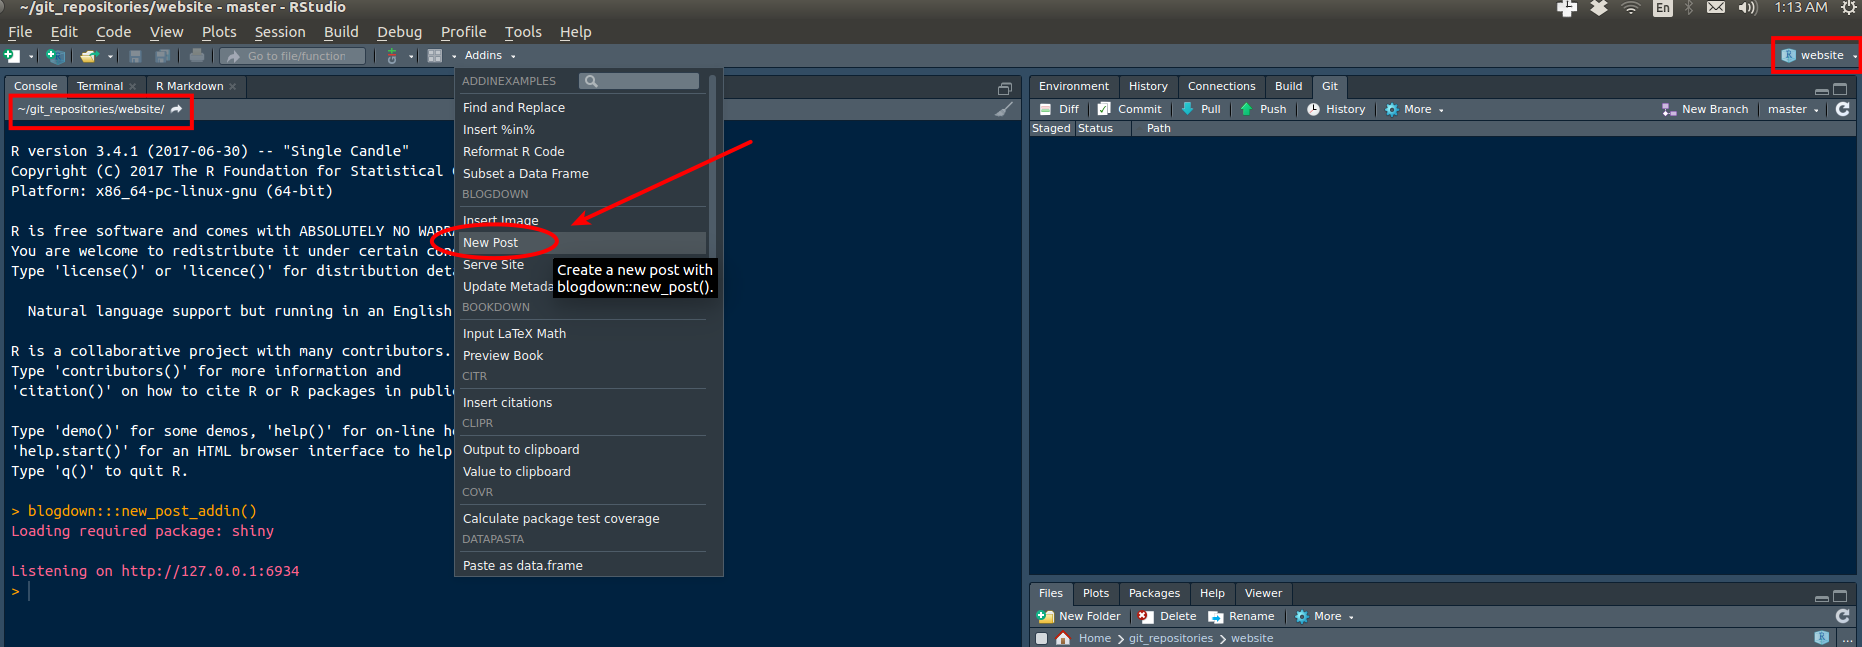 ~/git_repositories/website - master - RStudio
En
1:13 AM
File Edit Code View Plots Session Build Debug Profile Tools Help
Go to file/function
Addins
website
Console Terminal R Markdown
~/git_repositories/website/
R version 3.4.1 (2017-06-30) -- "Single Candle"
Copyright (C) 2017 The R Foundation for Statistical
Platform: x86_64-pc-linux-gnu (64-bit)
R is free software and comes with ABSOLUTELY NO
You are welcome to redistribute it under certain
Type 'license()' or 'licence()' for distribution
Natural language support but running in an English
R is a collaborative project with many contributors.
Type 'contributors()' for more information and
'citation()' on how to cite R or R packages in
Type 'demo()' for some demos, 'help()' for on-line
'help.start()' for an HTML browser interface to help
Type 'q()' to quit R.
> blogdown:::new_post_addin()
Loading required package: shiny
Listening on http://127.0.0.1:6934
>
ADDINEXAMPLES
Find and Replace
Insert %in%
Reformat R Code
Subset a Data Frame
BLOGDOWN
Insert Image
New Post
Serve Site
Update
Create a new post with
blogdown::new_post().
BOOKDOWN
Input LaTeX Math
Preview Book
CITR
Insert citations
CLIPR
Output to clipboard
Value to clipboard
COVR
Calculate package test coverage
DATAPASTA
Paste as data.frame
Environment History Connections Build Git
Diff Commit Pull Push History More New Branch master
Staged Status Path
Files Plots Packages Help Viewer
New Folder Delete Rename More
Home git_repositories website
R
...